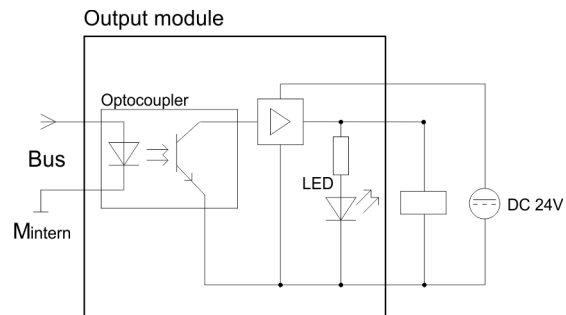 Output module
Optocoupler
Bus
LED
DC 24V
Mintern